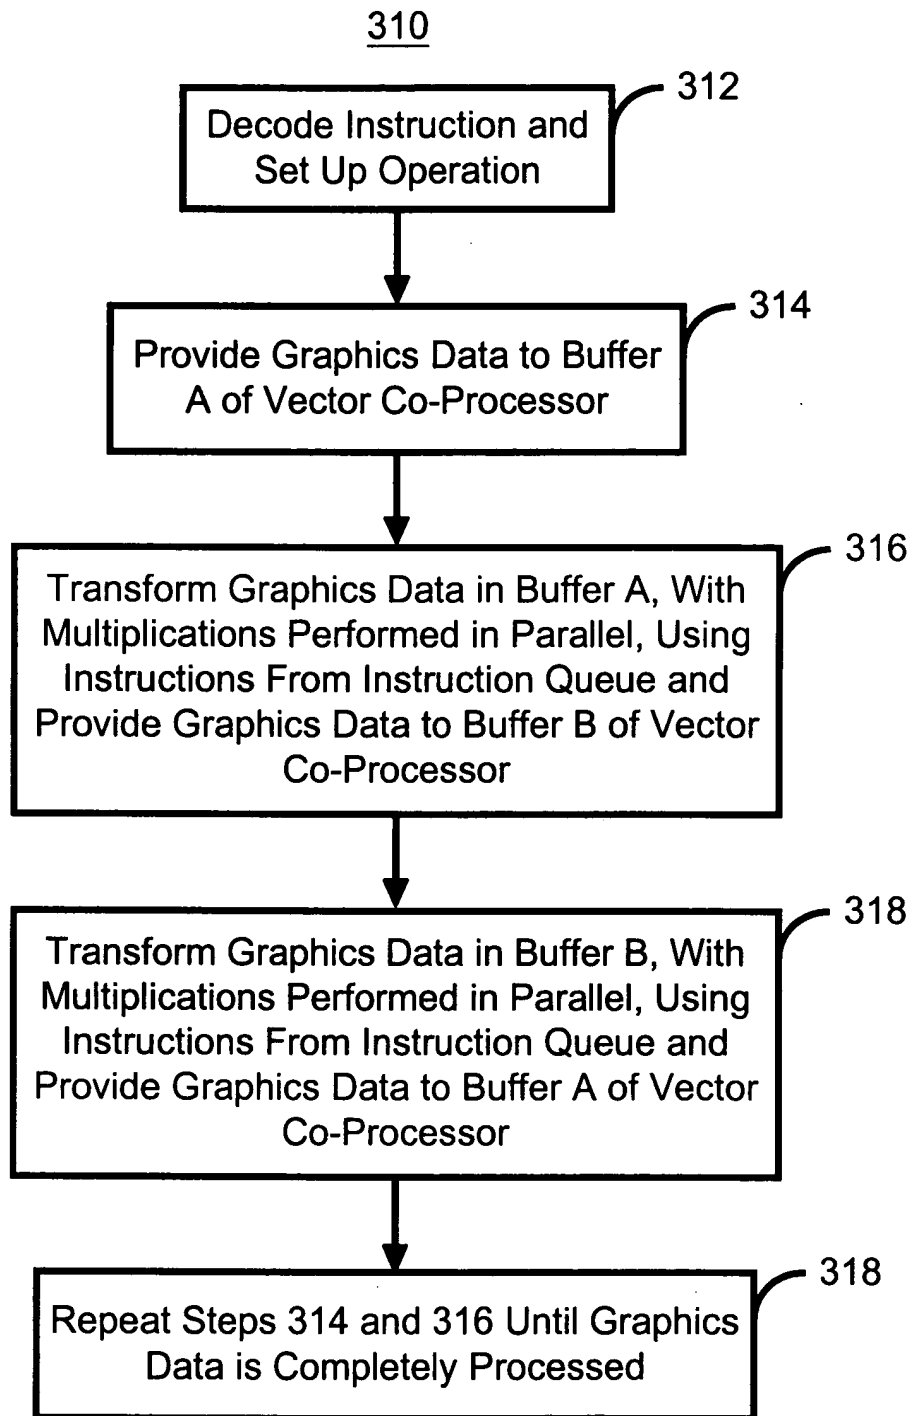 310
312
Decode Instruction and
Set Up Operation
314
Provide Graphics Data to Buffer
A of Vector Co-Processor
316
Transform Graphics Data in Buffer A, With
Multiplications Performed in Parallel, Using
Instructions From Instruction Queue and
Provide Graphics Data to Buffer B of Vector
Co-Processor
318
Transform Graphics Data in Buffer B, With
Multiplications Performed in Parallel, Using
Instructions From Instruction Queue and
Provide Graphics Data to Buffer A of Vector
Co-Processor
318
Repeat Steps 314 and 316 Until Graphics
Data is Completely Processed